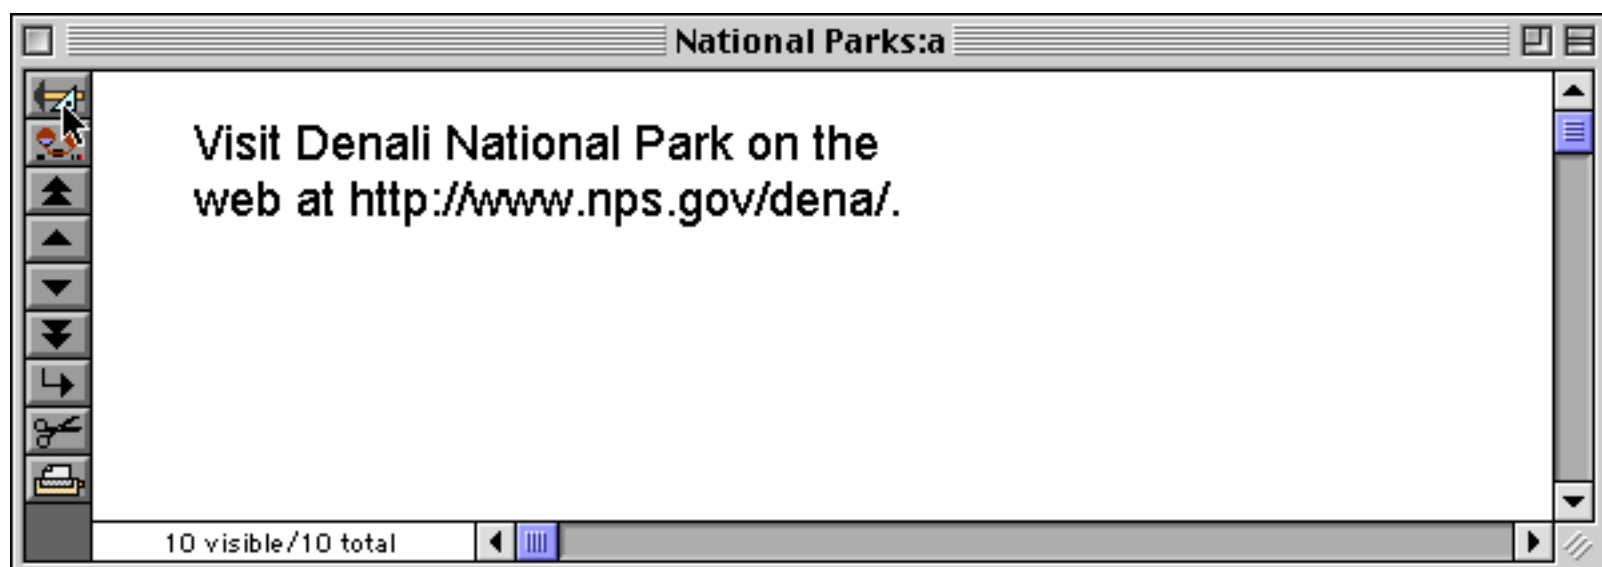 National Parks:a
Visit Denali National Park on the
web at http://www.nps.gov/dena/.
10 visible/10 total